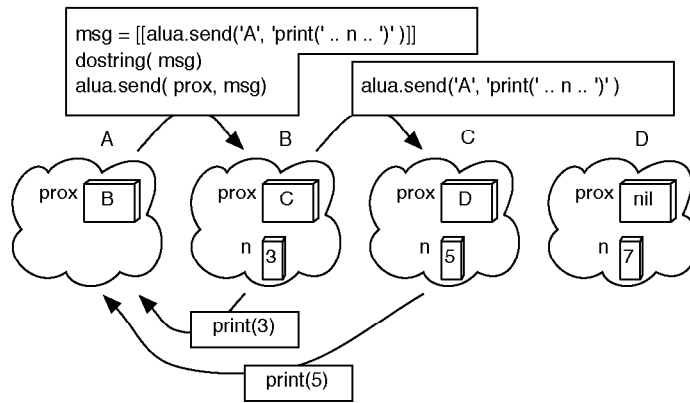 msg = [[alua.send('A', 'print(' .. n .. ')' )]]
dostring( msg)
alua.send( prox, msg)
alua.send('A', 'print(' .. n .. ')' )
A
B
C
D
prox B
prox C
prox D
prox nil
n 3
n 5
n 7
print(3)
print(5)